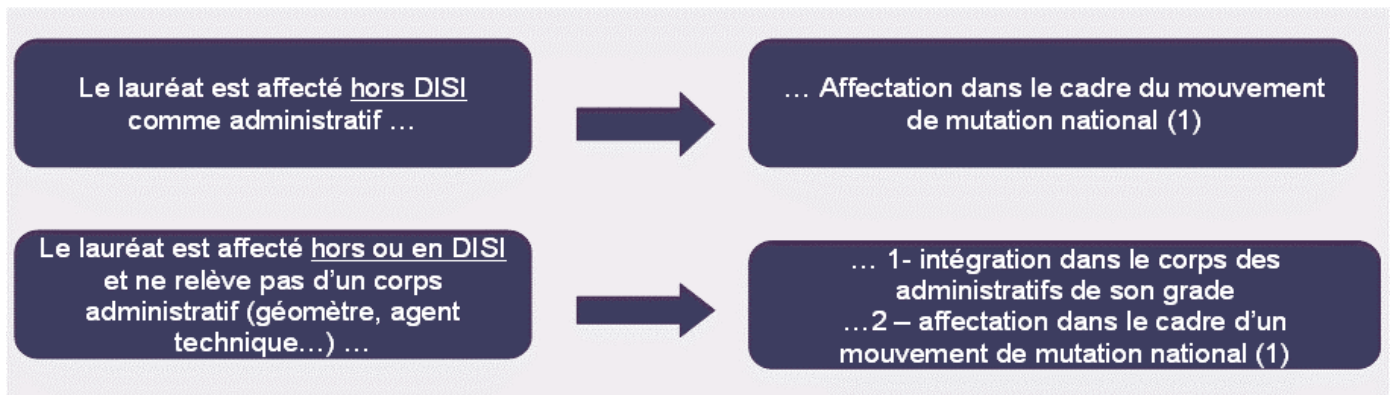 Le lauréat est affecté hors DISI
comme administratif …
… Affectation dans le cadre du mouvement
de mutation national (1)
Le lauréat est affecté hors ou en DISI
et ne relève pas d'un corps
administratif (géomètre, agent
technique…) …
… 1- intégration dans le corps des
administratifs de son grade
…2 – affectation dans le cadre d'un
mouvement de mutation national (1)